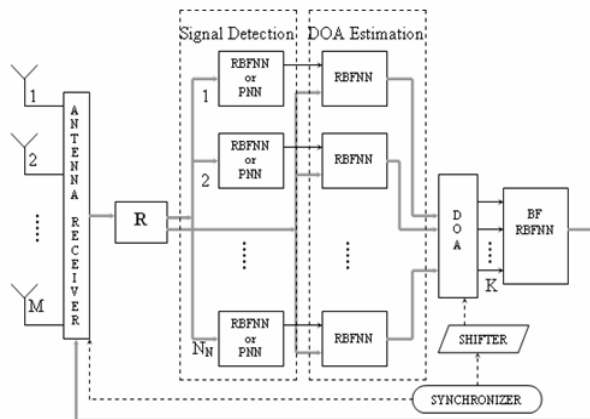 Signal Detection
DOA Estimation
1
2
M
ANTENNA RECEIVER
R
1
RBFNN
or
PNN
RBFNN
2
RBFNN
or PNN
RBFNN
N_N
RBFNN
or PNN
RBFNN
DOA
K
BF
RBFNN
SHIFTER
SYNCHRONIZER